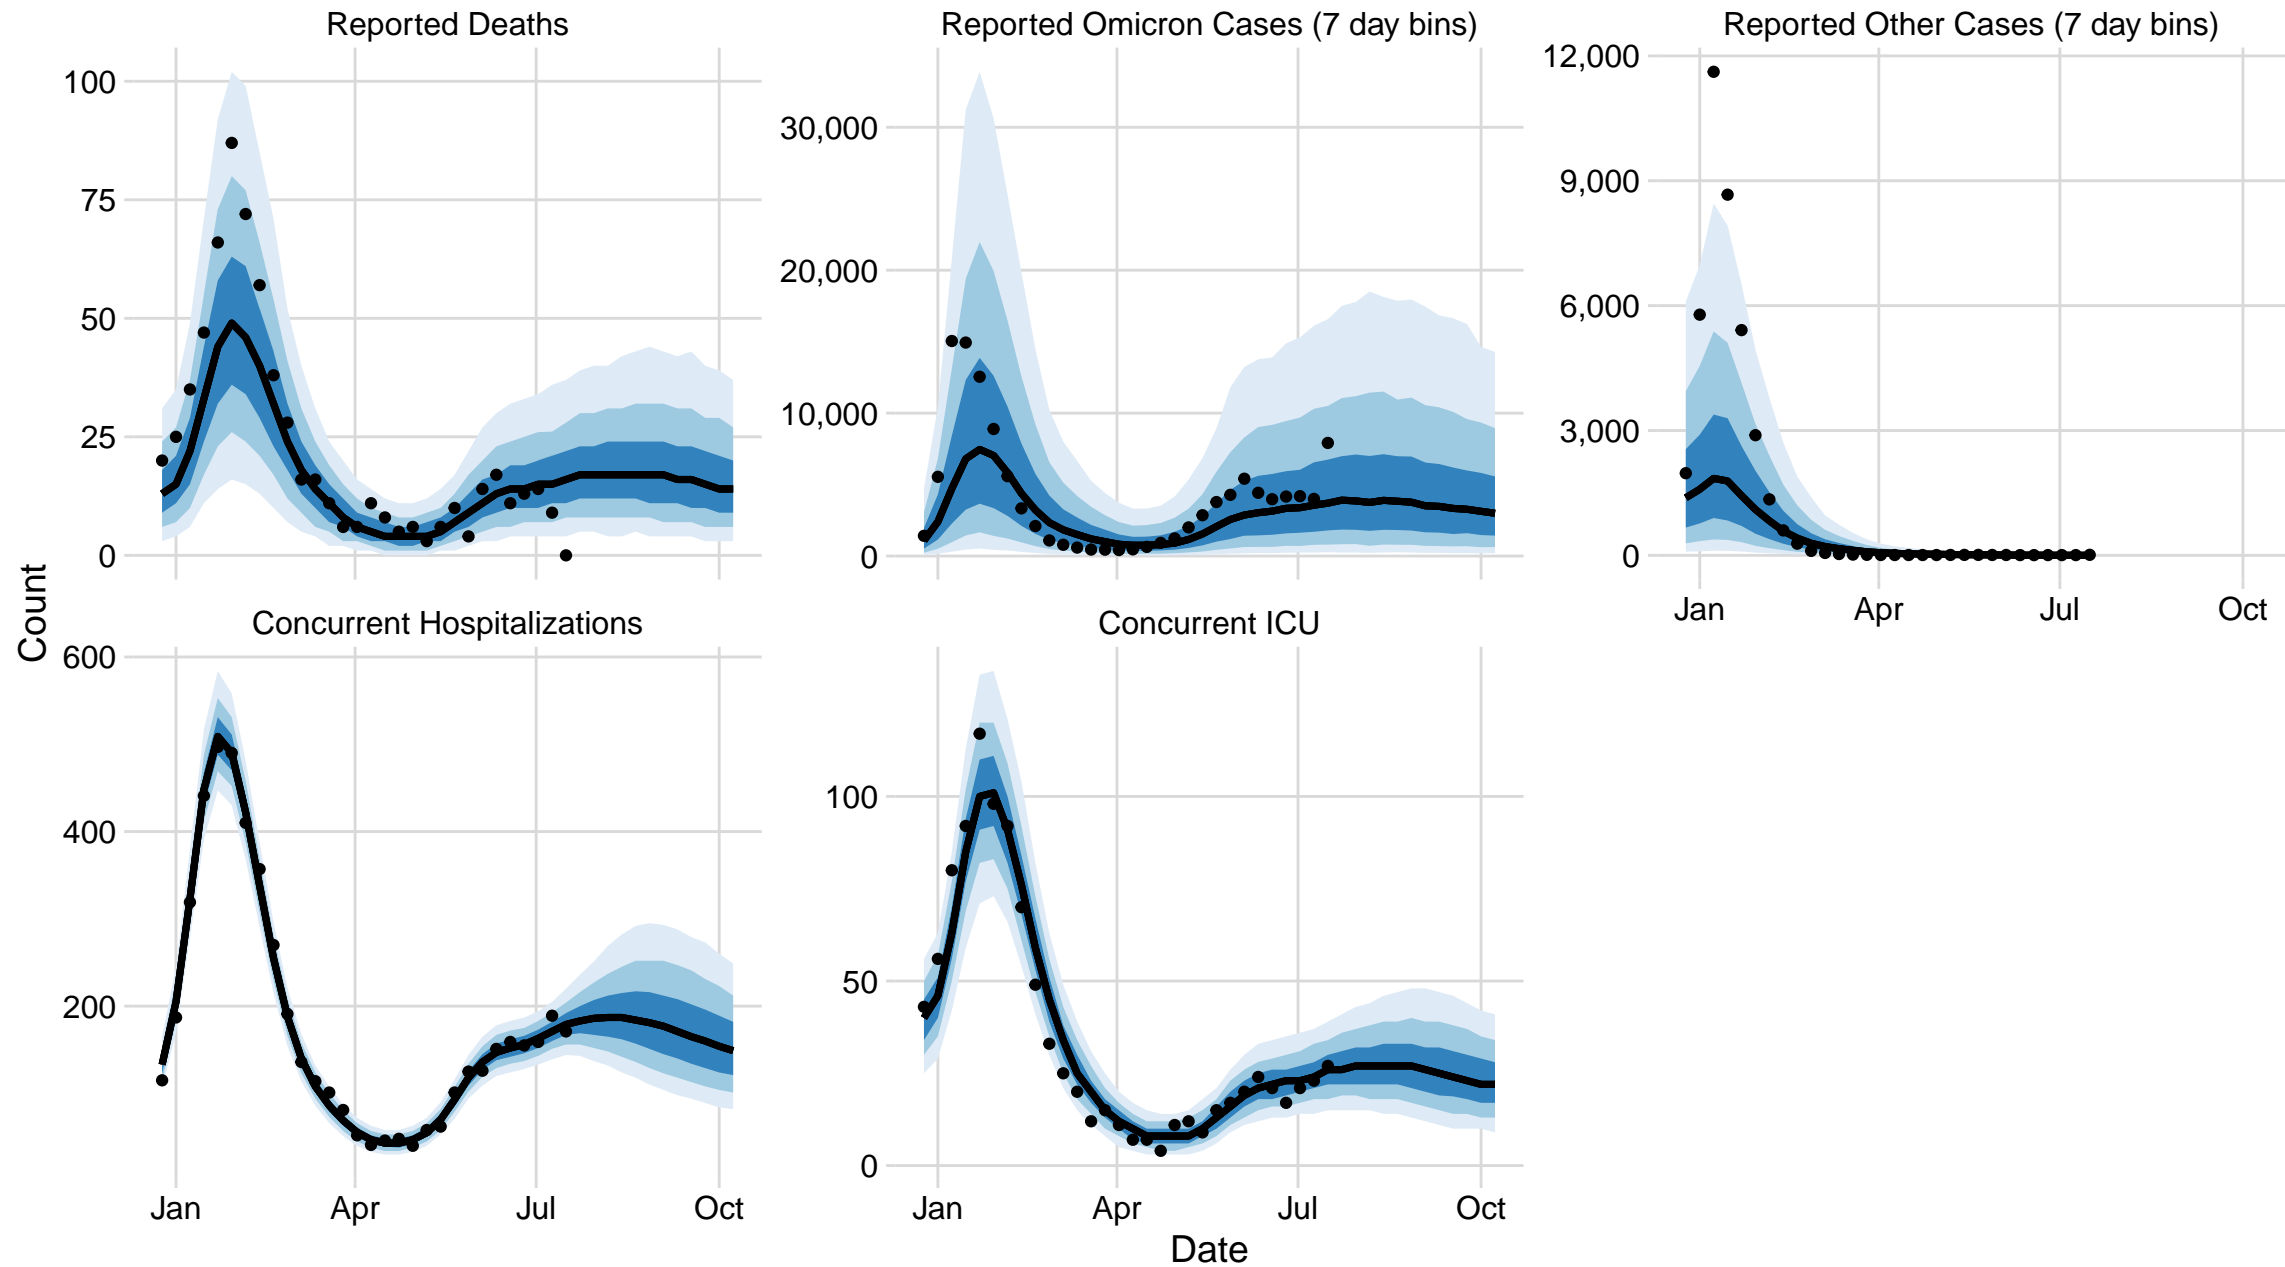 Reported Deaths
Reported Omicron Cases (7 day bins)
Reported Other Cases (7 day bins)
100
75
50
25
0
30,000
20,000
10,000
0
12,000
9,000
6,000
3,000
0
Jan Apr Jul Oct
Count
Concurrent Hospitalizations
Concurrent ICU
600
400
200
100
50
0
Jan Apr Jul Oct
Jan Apr Jul Oct
Date